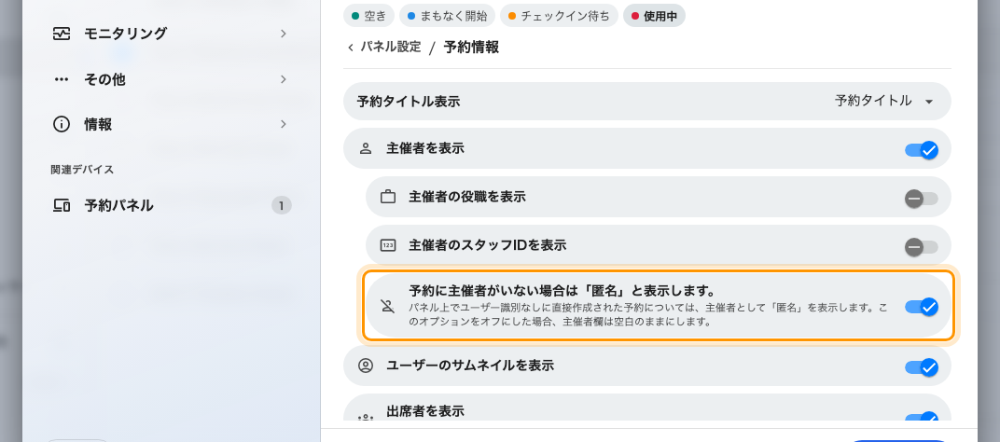 モニタリング
その他
情報
関連デバイス
予約パネル
1
空き
まもなく開始
チェックイン待ち
使用中
パネル設定 / 予約情報
予約タイトル表示
予約タイトル
主催者を表示
主催者の役職を表示
123
主催者のスタッフIDを表示
予約に主催者がいない場合は「匿名」と表示します。
パネル上でユーザー識別なしに直接作成された予約については、主催者として「匿名」を表示します。こ
のオプションをオフにした場合、主催者欄は空白のままにします。
ユーザーのサムネイルを表示
出席者を表示